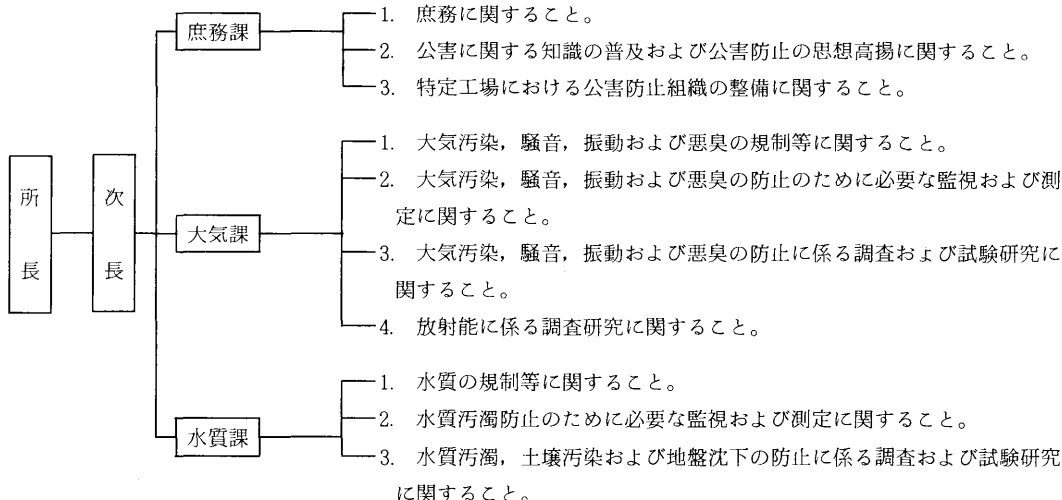 所長
次長
庶務課
1. 庶務に関すること。
2. 公害に関する知識の普及および公害防止の思想高揚に関すること。
3. 特定工場における公害防止組織の整備に関すること。
大気課
1. 大気汚染，騒音，振動および悪臭の規制等に関すること。
2. 大気汚染，騒音，振動および悪臭の防止のために必要な監視および測
定に関すること。
3. 大気汚染，騒音，振動および悪臭の防止に係る調査および試験研究に
関すること。
4. 放射能に係る調査研究に関すること。
水質課
1. 水質の規制等に関すること。
2. 水質汚濁防止のために必要な監視および測定に関すること。
3. 水質汚濁，土壌汚染および地盤沈下の防止に係る調査および試験研究
に関すること。